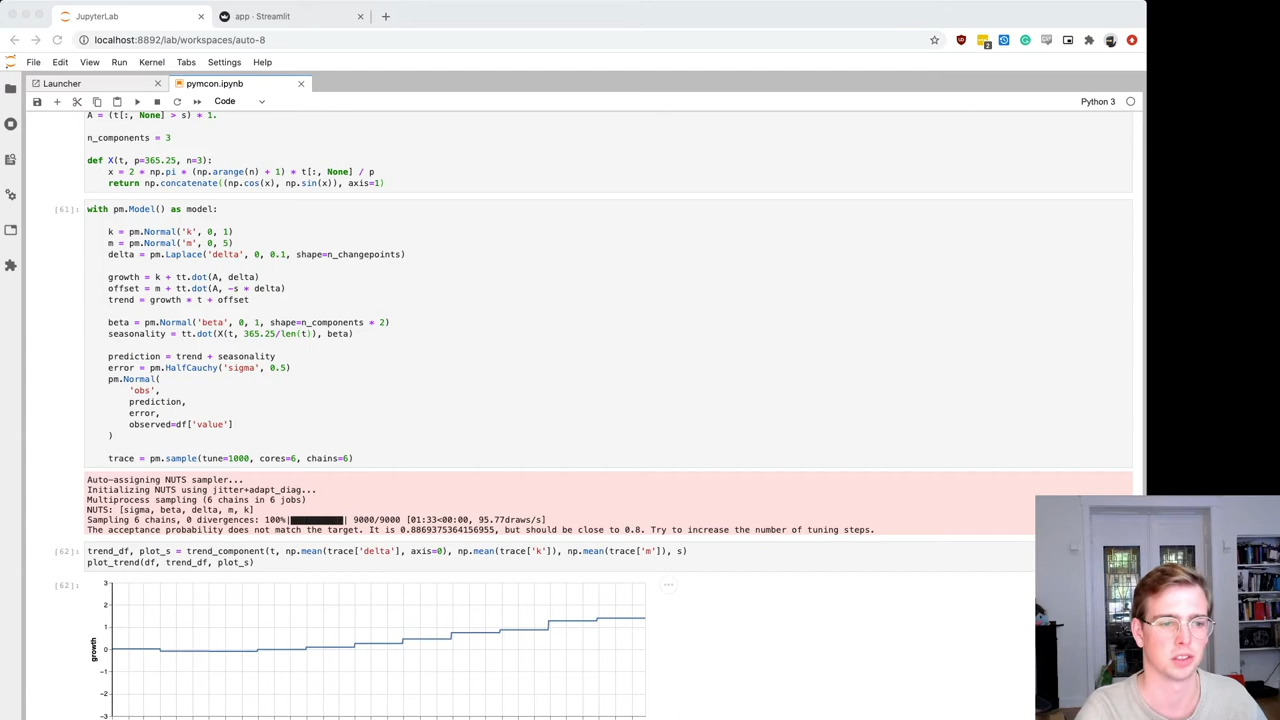 JupyterLab
app · Streamlit
localhost:8892/lab/workspaces/auto-8
2
File Edit View Run Kernel Tabs Settings Help
Launcher
pymcon.ipynb
Code
Python 3
A = (t[:, None] > s) * 1.
n_components = 3
def X(t, p=365.25, n=3):
x = 2 * np.pi * (np.arange(n) + 1) * t[:, None] / p
return np.concatenate((np.cos(x), np.sin(x)), axis=1)
[61]: with pm.Model() as model:
k = pm.Normal('k', 0, 1)
m = pm.Normal('m', 0, 5)
delta = pm.Laplace('delta', 0, 0.1, shape=n_changepoints)
growth = k + tt.dot(A, delta)
offset = m + tt.dot(A, -s * delta)
trend = growth * t + offset
beta = pm.Normal('beta', 0, 1, shape=n_components * 2)
seasonality = tt.dot(X(t, 365.25/len(t)), beta)
prediction = trend + seasonality
error = pm.HalfCauchy('sigma', 0.5)
pm.Normal(
'obs',
prediction,
error,
observed=df['value']
)
trace = pm.sample(tune=1000, cores=6, chains=6)
Auto-assigning NUTS sampler...
Initializing NUTS using jitter+adapt_diag...
Multiprocess sampling (6 chains in 6 jobs)
NUTS: [sigma, beta, delta, m, k]
Sampling 6 chains, 0 divergences: 100%|██████████| 9000/9000 [01:33<00:00, 95.77draws/s]
The acceptance probability does not match the target. It is 0.8869375364156955, but should be close to 0.8. Try to increase the number of tuning steps.
[62]: trend_df, plot_s = trend_component(t, np.mean(trace['delta'], axis=0), np.mean(trace['k']), np.mean(trace['m']), s)
plot_trend(df, trend_df, plot_s)
[62]:
3
2
1
0
−1
−2
−3
growth